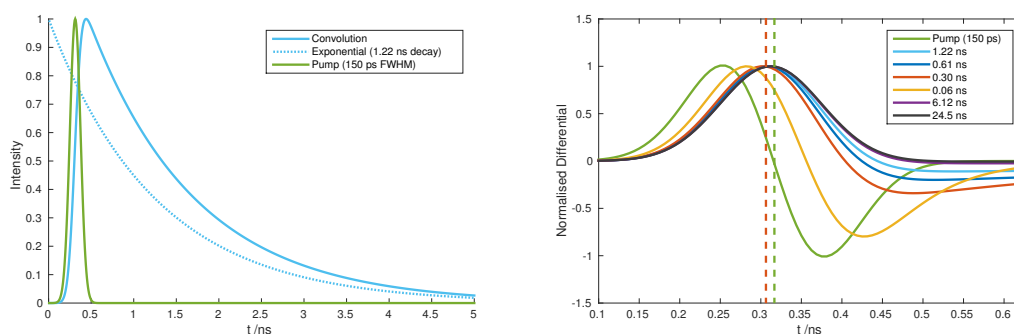 Convolution
Exponential (1.22 ns decay)
Pump (150 ps FWHM)
Intensity
1
0.9
0.8
0.7
0.6
0.5
0.4
0.3
0.2
0.1
0
0 0.5 1 1.5 2 2.5 3 3.5 4 4.5 5
t /ns
Pump (150 ps)
1.22 ns
0.61 ns
0.30 ns
0.06 ns
6.12 ns
24.5 ns
Normalised Differential
1.5
1
0.5
0
-0.5
-1
-1.5
0.1 0.15 0.2 0.25 0.3 0.35 0.4 0.45 0.5 0.55 0.6
t /ns